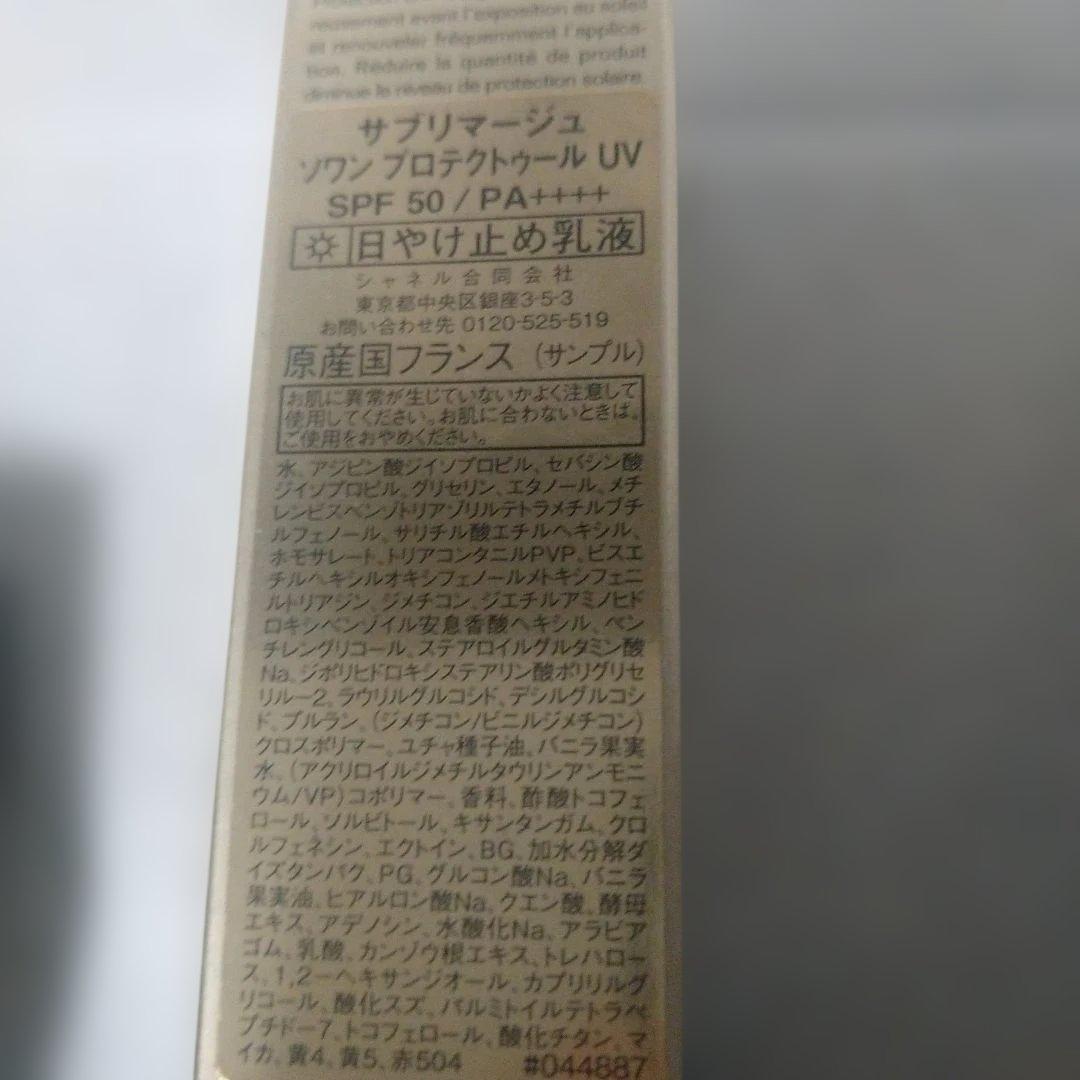 reusement avant l'exposition au soleil
et renouveler fréquemment l'applica-
tion. Réduire la quantité de produit
diminue le niveau de protection solaire.
サブリマージュ
ソワン プロテクトゥール UV
SPF 50 / PA++++
日やけ止め乳液
シャネル合同会社
東京都中央区銀座3-5-3
お問い合わせ先 0120-525-519
原産国フランス (サンプル)
お肌に異常が生じていないかよく注意して
使用してください。お肌に合わないときは、
ご使用をおやめください。
水、アジピン酸ジイソプロピル、セバシン酸
ジイソプロピル、グリセリン、エタノール、メチ
レンビスベンゾトリアゾリルテトラメチルブチ
ルフェノール、サリチル酸エチルヘキシル、
ホモサレート、トリアコンタニルPVP、ビスエ
チルヘキシルオキシフェノールメトキシフェニ
ルトリアジン、ジメチコン、ジエチルアミノヒド
ロキシベンゾイル安息香酸ヘキシル、ペン
チレングリコール、ステアロイルグルタミン酸
Na、ジポリヒドロキシステアリン酸ポリグリセ
リル－2、ラウリルグルコシド、デシルグルコシ
ド、プルラン、(ジメチコン/ビニルジメチコン)
クロスポリマー、ユチャ種子油、バニラ果実
水、(アクリロイルジメチルタウリンアンモニ
ウム/VP)コポリマー、香料、酢酸トコフェ
ロール、ソルビトール、キサンタンガム、クロ
ルフェネシン、エクトイン、BG、加水分解ダ
イズタンパク、PG、グルコン酸Na、バニラ
果実油、ヒアルロン酸Na、クエン酸、酵母
エキス、アデノシン、水酸化Na、アラビア
ゴム、乳酸、カンゾウ根エキス、トレハロー
ス、1,2－ヘキサンジオール、カプリリルグ
リコール、酸化スズ、パルミトイルテトラペ
プチド－7、トコフェロール、酸化チタン、マ
イカ、黄4、黄5、赤504 #044887